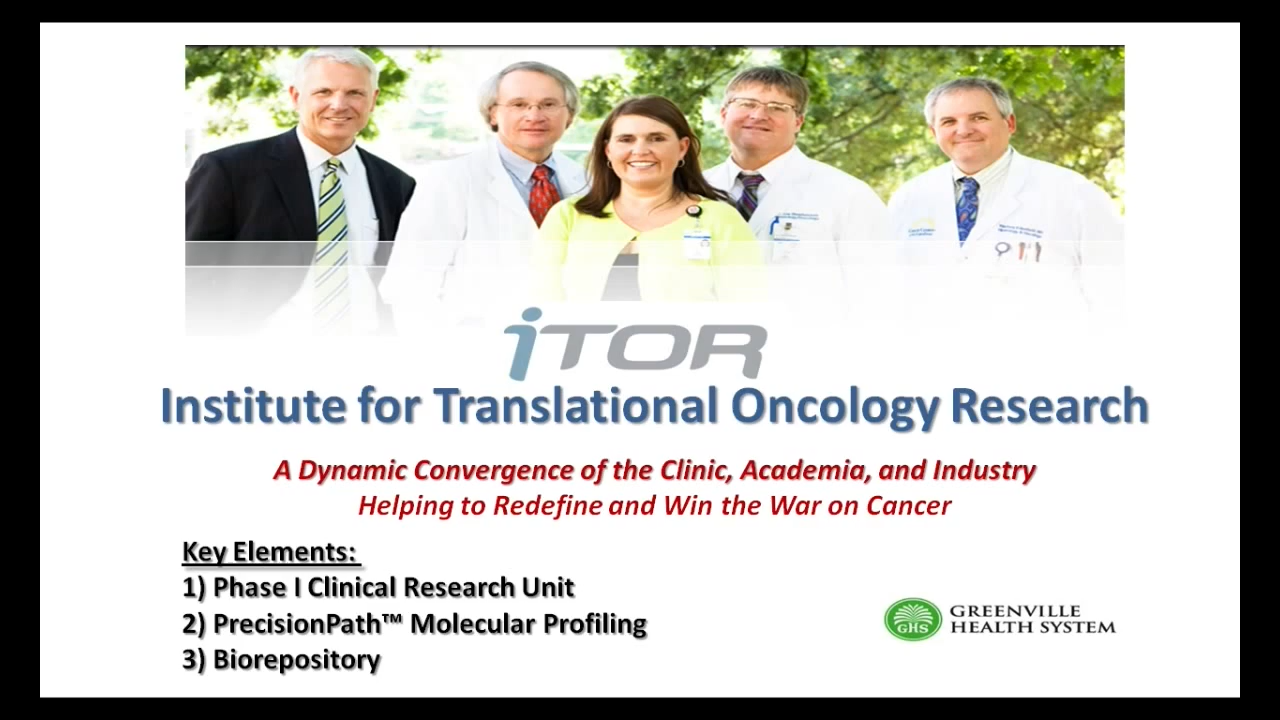 iTOR
Institute for Translational Oncology Research
A Dynamic Convergence of the Clinic, Academia, and Industry
Helping to Redefine and Win the War on Cancer
Key Elements:
1) Phase I Clinical Research Unit
2) PrecisionPath™ Molecular Profiling
3) Biorepository
GHS
GREENVILLE
HEALTH SYSTEM